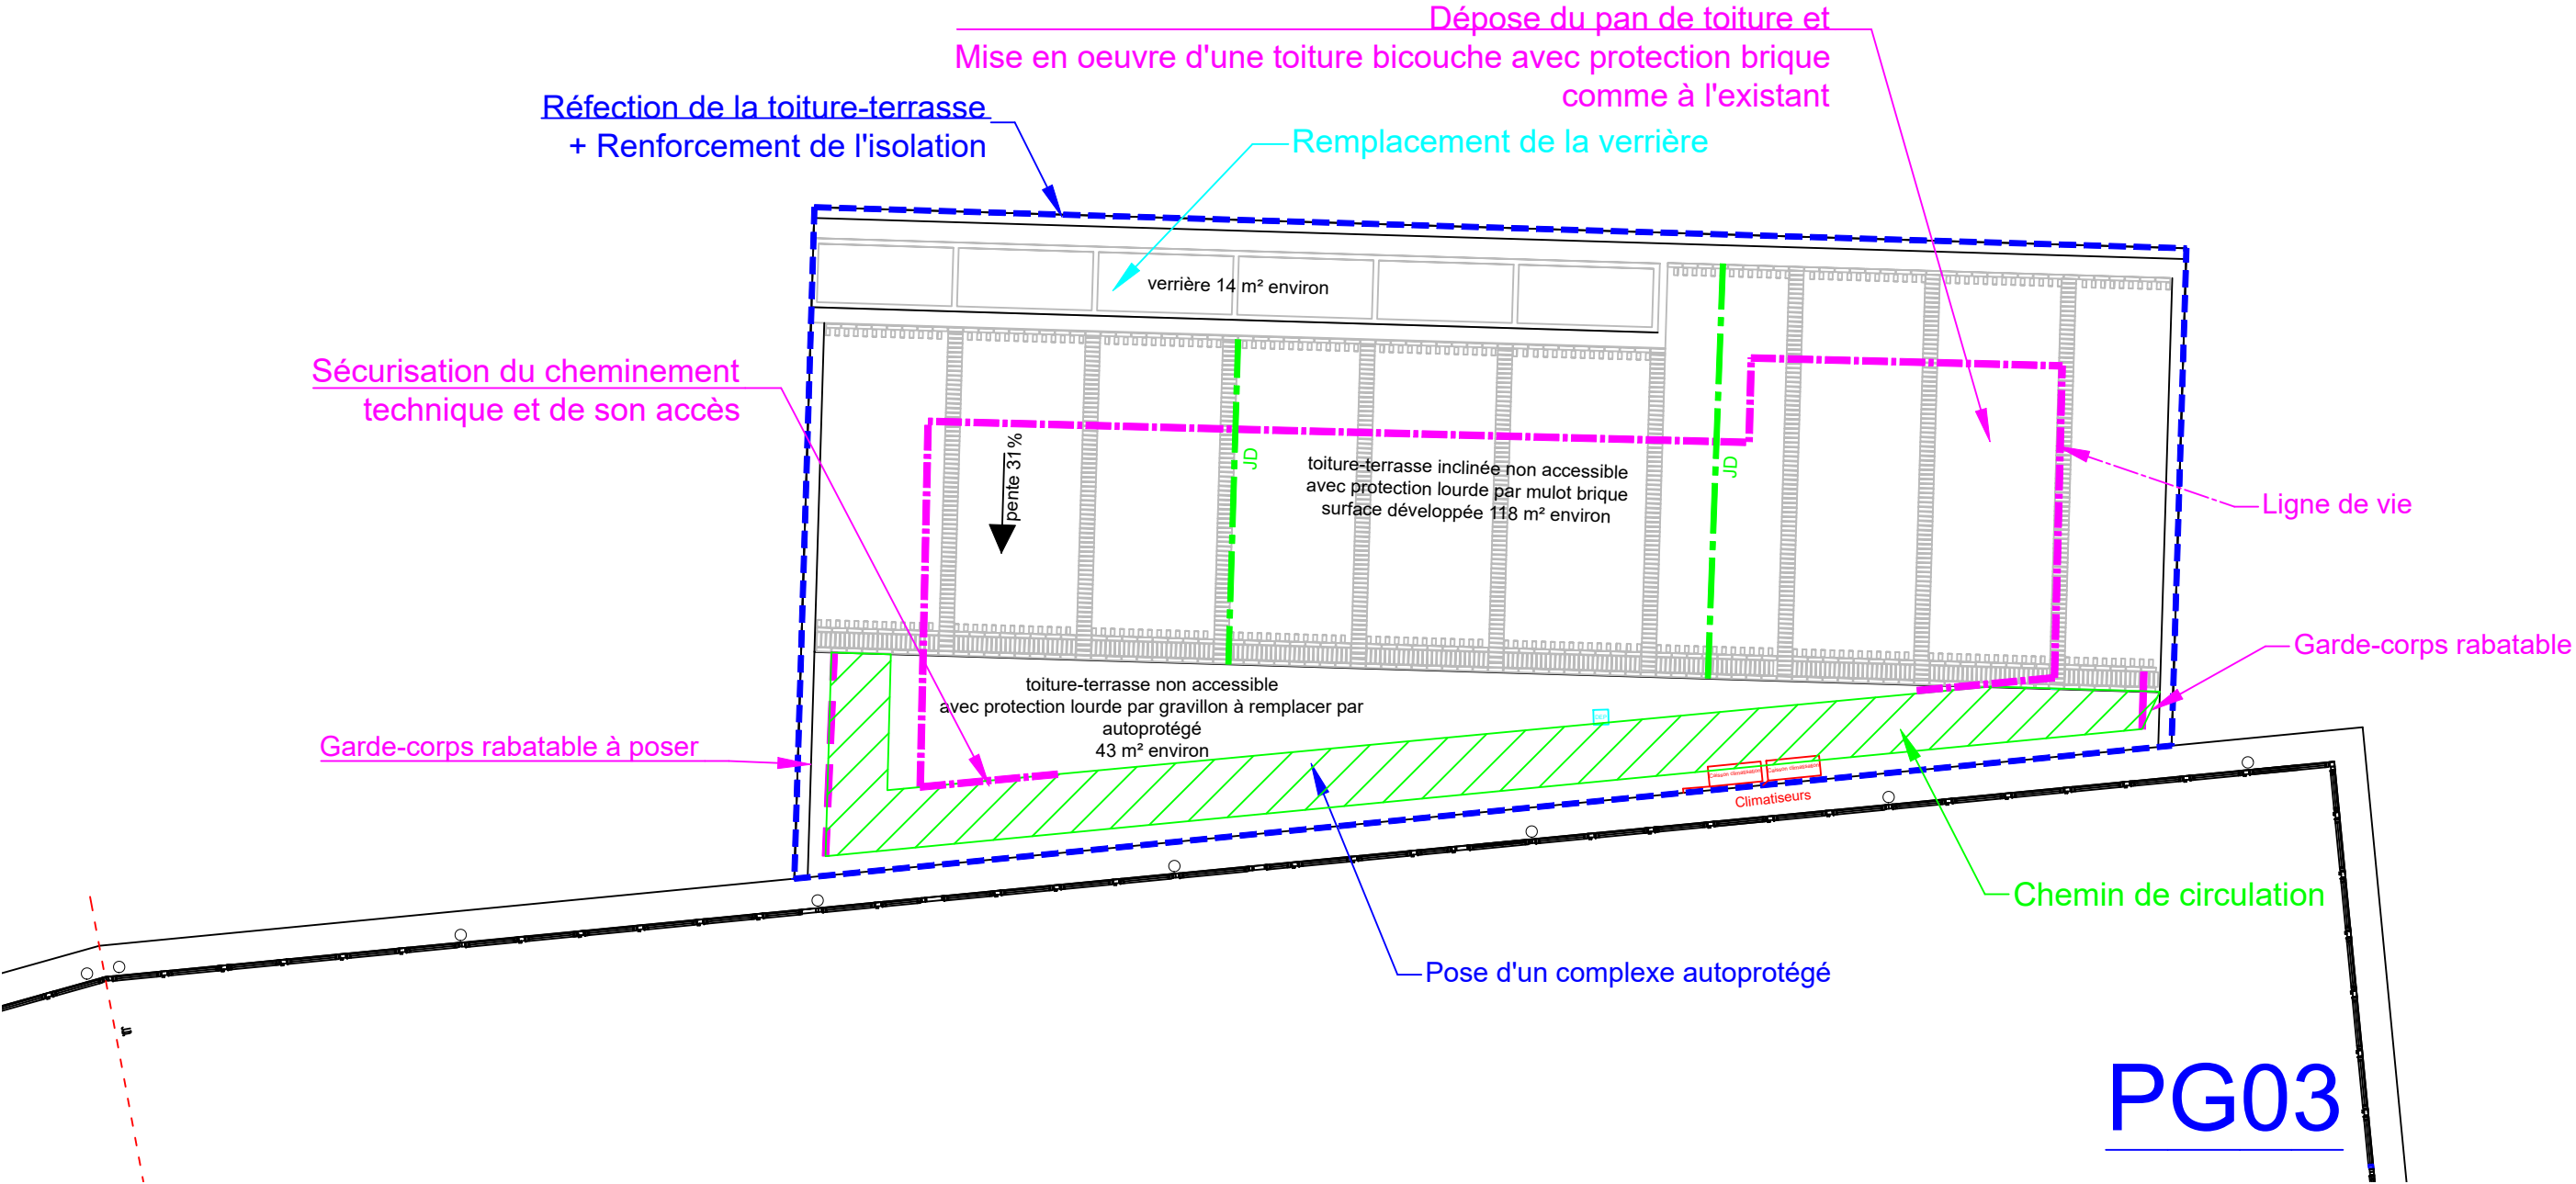 Dépose du pan de toiture et
Mise en oeuvre d'une toiture bicouche avec protection brique
comme à l'existant
Réfection de la toiture-terrasse
+ Renforcement de l'isolation
Remplacement de la verrière
verrière 14 m² environ
Sécurisation du cheminement
technique et de son accès
pente 31%
JD
JD
toiture-terrasse inclinée non accessible
avec protection lourde par mulot brique
surface développée 118 m² environ
Ligne de vie
Garde-corps rabatable
toiture-terrasse non accessible
avec protection lourde par gravillon à remplacer par
autoprotégé
43 m² environ
Garde-corps rabatable à poser
Climatiseurs
Chemin de circulation
Pose d'un complexe autoprotégé
PG03